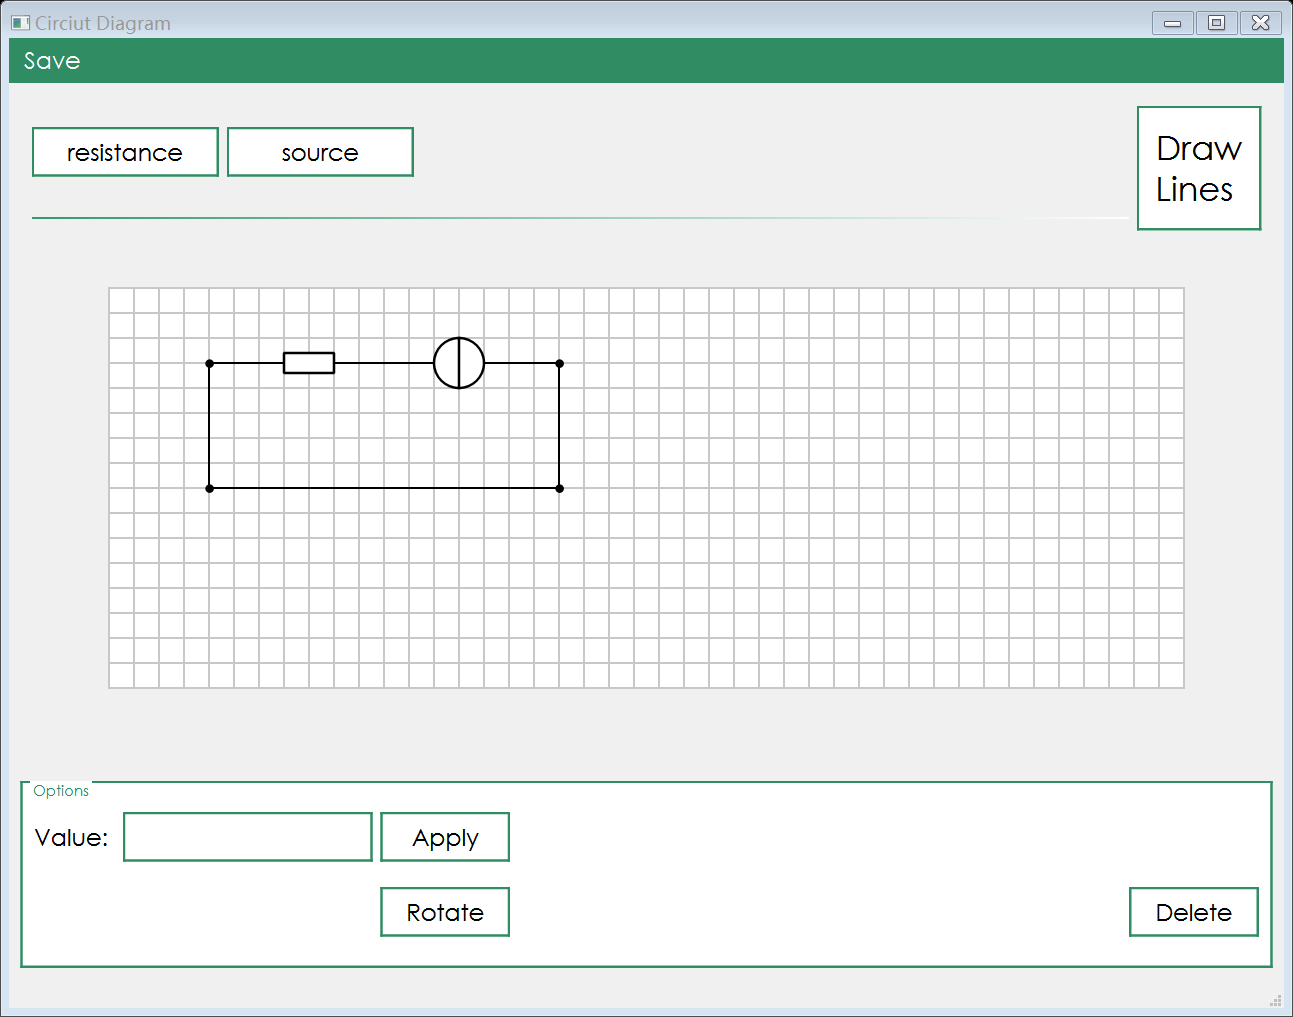 Circiut Diagram
Save
resistance
source
Draw
Lines
Options
Value:
Apply
Rotate
Delete